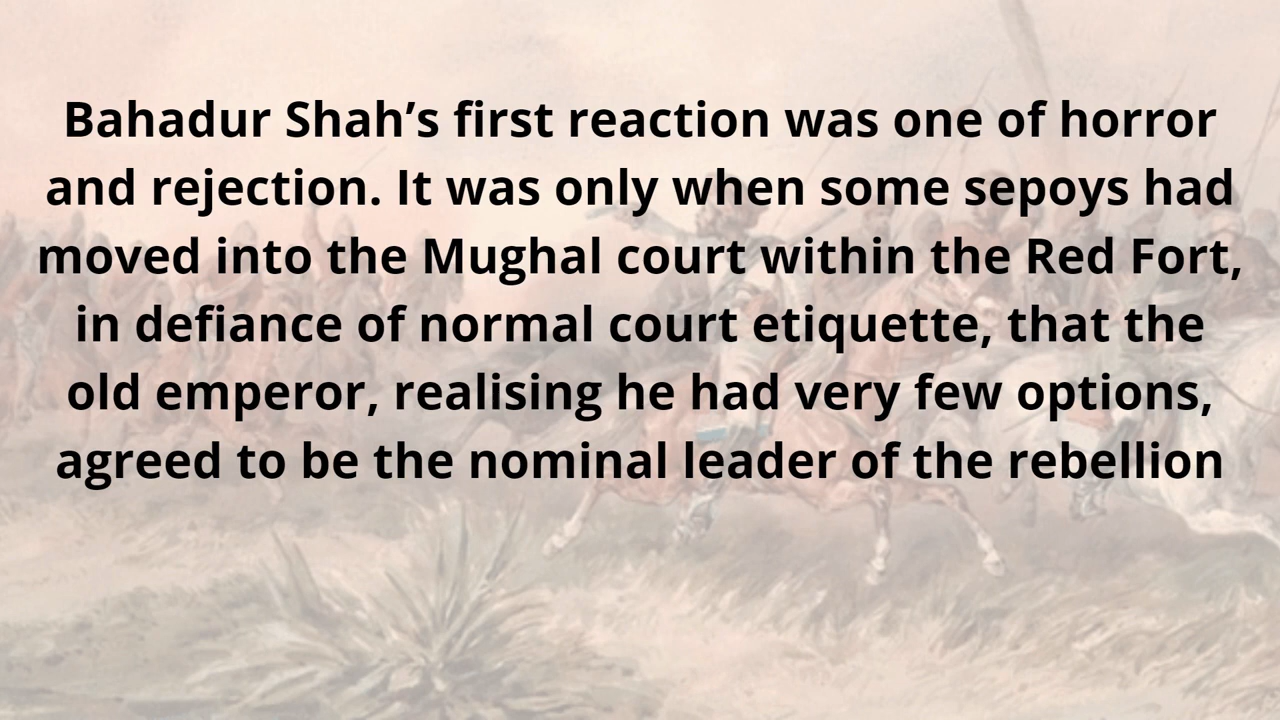 Bahadur Shah’s first reaction was one of horror
and rejection. It was only when some sepoys had
moved into the Mughal court within the Red Fort,
in defiance of normal court etiquette, that the
old emperor, realising he had very few options,
agreed to be the nominal leader of the rebellion